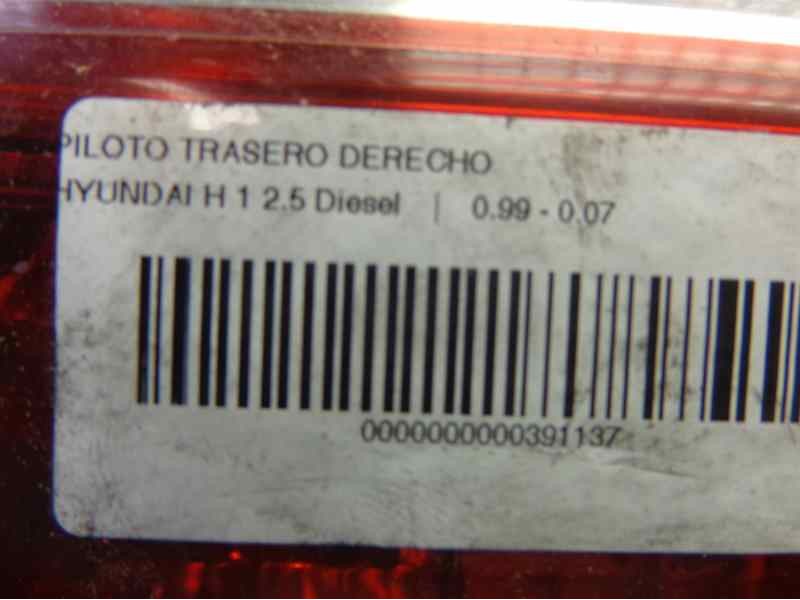 PILOTO TRASERO DERECHO
HYUNDAI H 1 2.5 Diesel | 0.99 - 0.07
0000000000391137